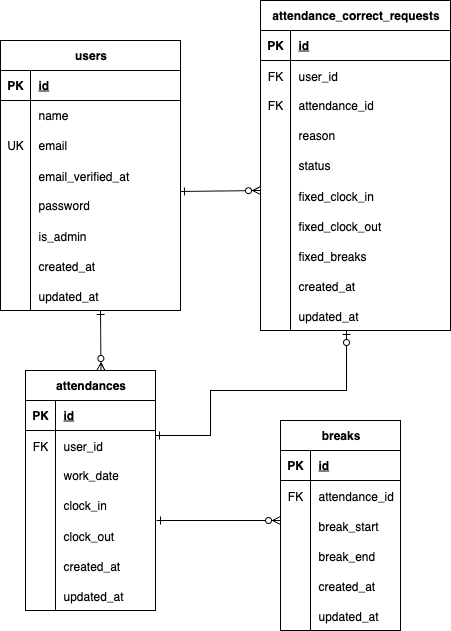 users
PK id
name
UK email
email_verified_at
password
is_admin
created_at
updated_at
attendance_correct_requests
PK id
FK user_id
FK attendance_id
reason
status
fixed_clock_in
fixed_clock_out
fixed_breaks
created_at
updated_at
attendances
PK id
FK user_id
work_date
clock_in
clock_out
created_at
updated_at
breaks
PK id
FK attendance_id
break_start
break_end
created_at
updated_at